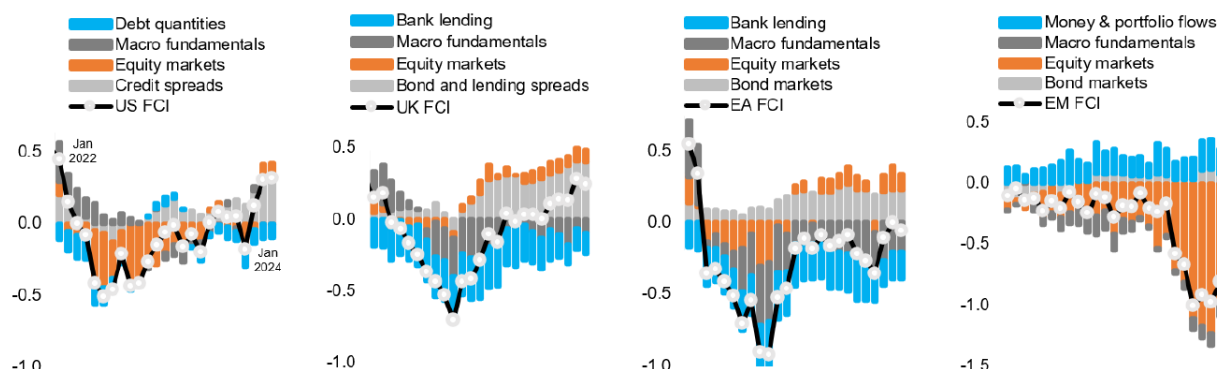 Debt quantities
Macro fundamentals
Equity markets
Credit spreads
US FCI
Jan
2022
0.5
0.0
-0.5
-1.0
Jan
2024
Bank lending
Macro fundamentals
Equity markets
Bond and lending spreads
UK FCI
0.5
0.0
-0.5
-1.0
Bank lending
Macro fundamentals
Equity markets
Bond markets
EA FCI
0.5
0.0
-0.5
-1.0
Money & portfolio flows
Macro fundamentals
Equity markets
Bond markets
EM FCI
0.5
0.0
-0.5
-1.0
-1.5